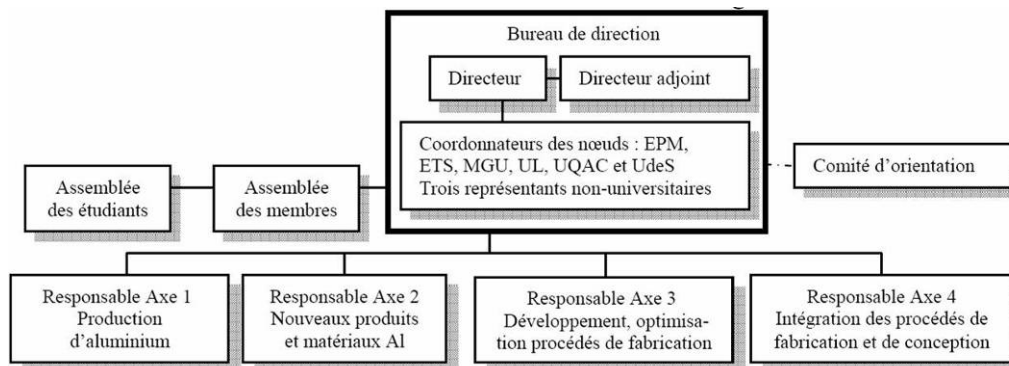 Bureau de direction
Directeur
Directeur adjoint
Coordonnateurs des nœuds : EPM,
ETS, MGU, UL, UQAC et UdeS
Trois représentants non-universitaires
Comité d’orientation
Assemblée
des étudiants
Assemblée
des membres
Responsable Axe 1
Production
d’aluminium
Responsable Axe 2
Nouveaux produits
et matériaux Al
Responsable Axe 3
Développement, optimisa-
tion procédés de fabrication
Responsable Axe 4
Intégration des procédés de
fabrication et de conception